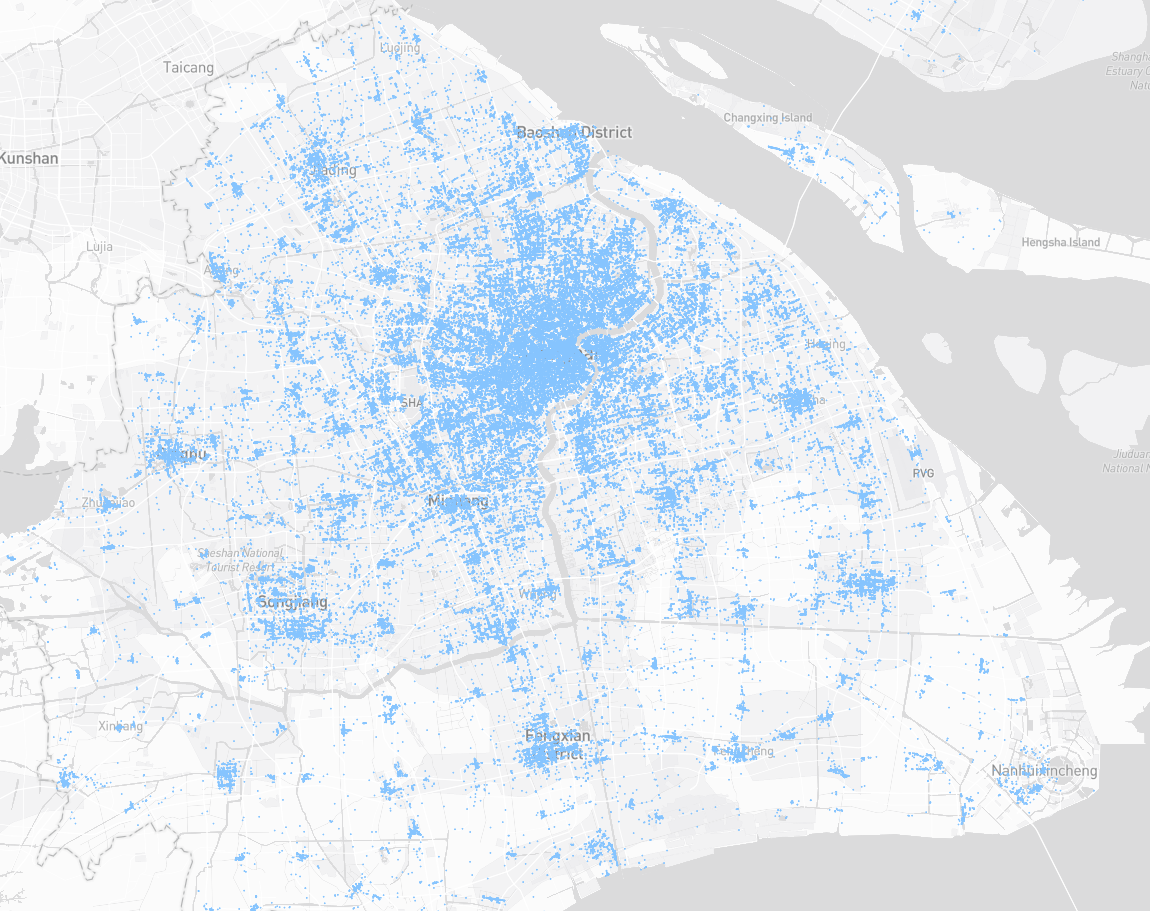 Luojing
Taicang
Shangha
Estuary
Natu
Changxing Island
Baoshan District
Kunshan
Jiading
Hengsha Island
Lujia
Anting
SHA
Qingpu
Jiuduan
National N
RVG
Minhang
Zhujiajiao
Sheshan National
Tourist Resort
Songjiang
Xinbang
Fengxian
District
Nanhuixincheng